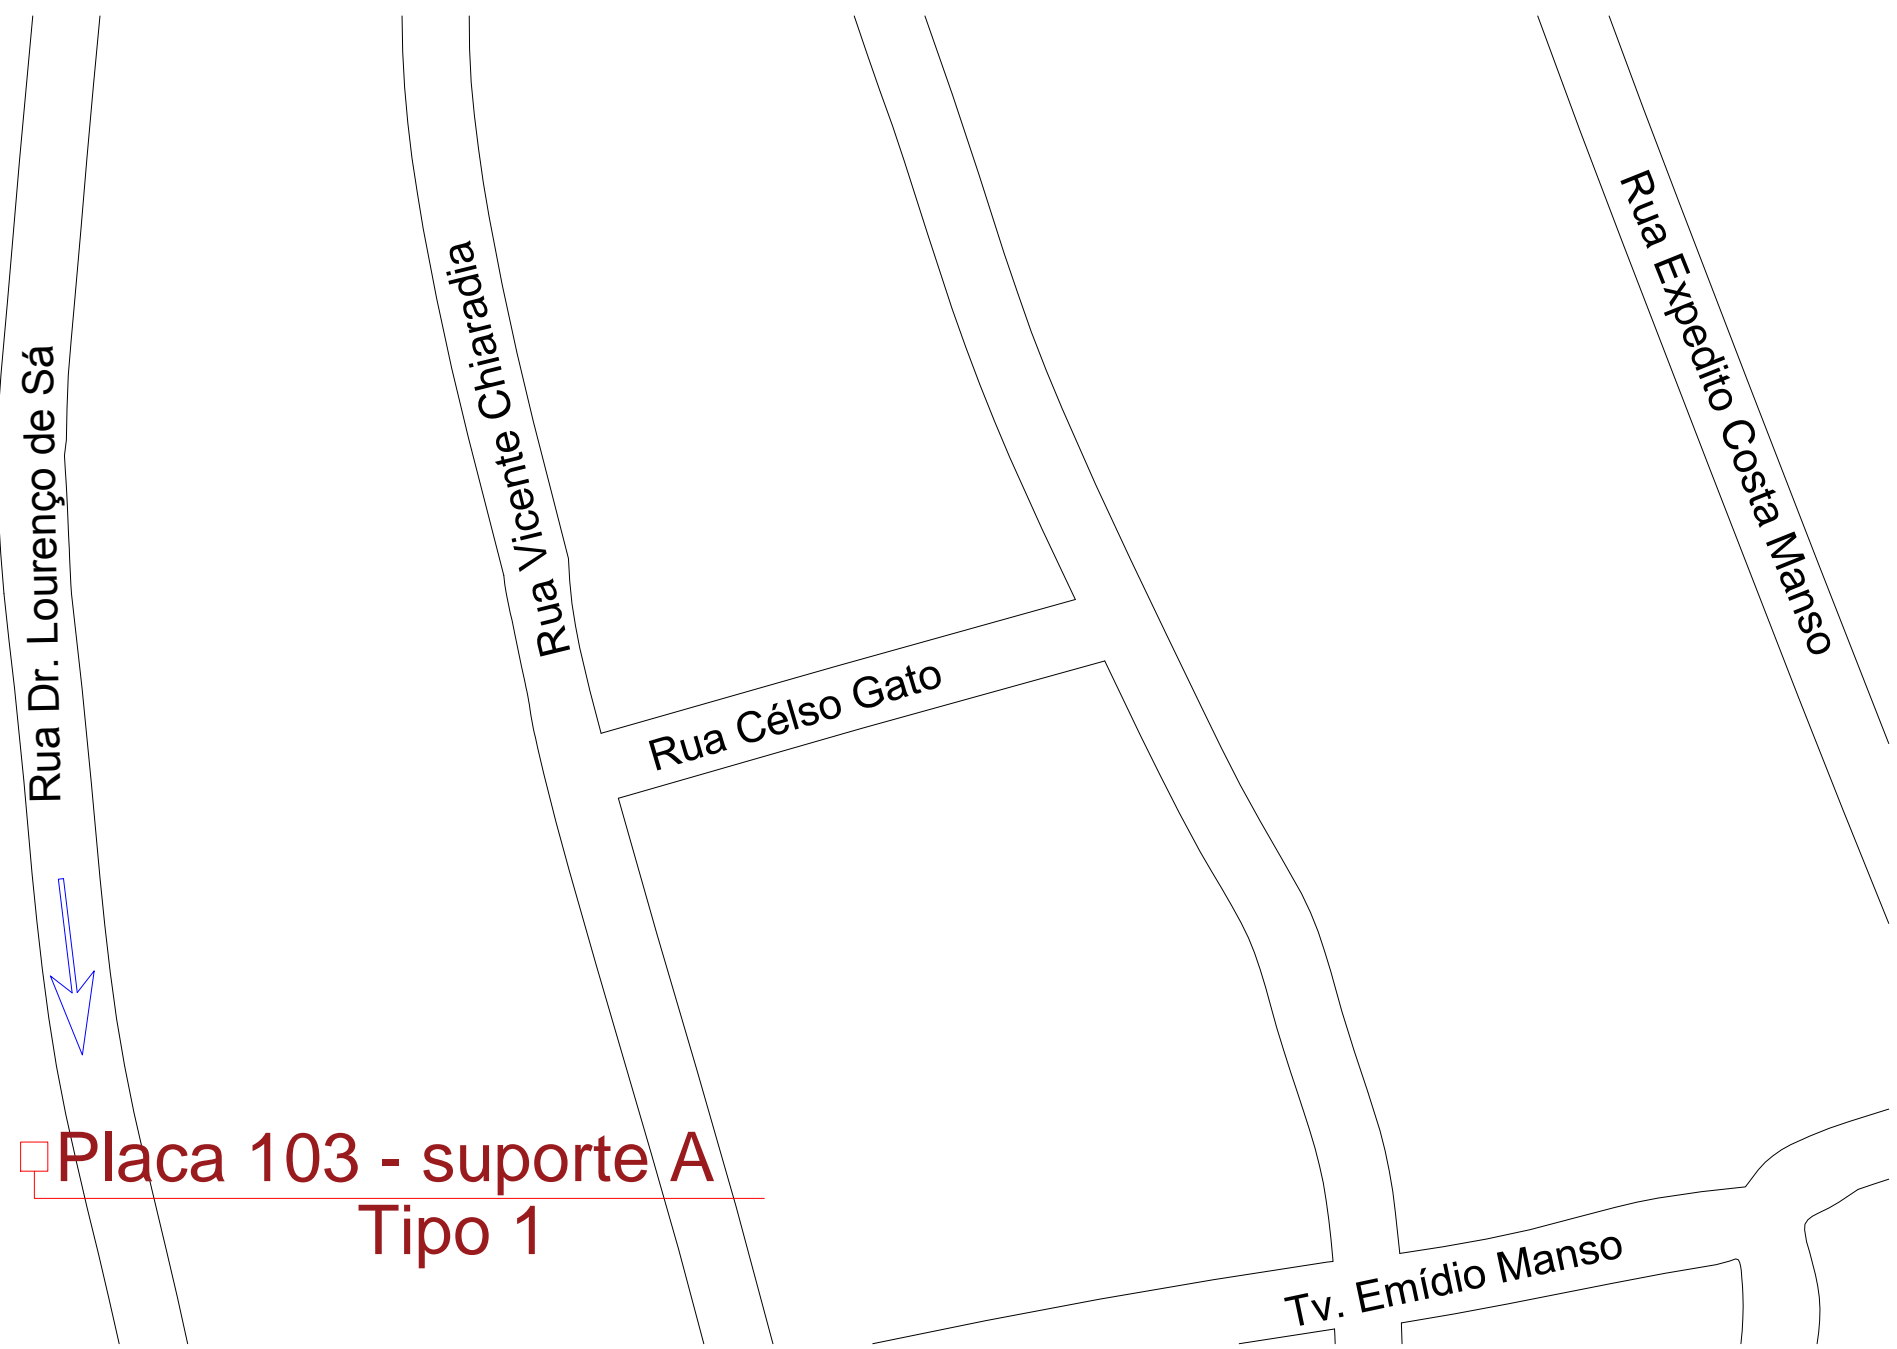 Rua Dr. Lourenço de Sá
Rua Vicente Chiaradia
Rua Célso Gato
Rua Expedito Costa Manso
Placa 103 - suporte A
Tipo 1
Tv. Emídio Manso